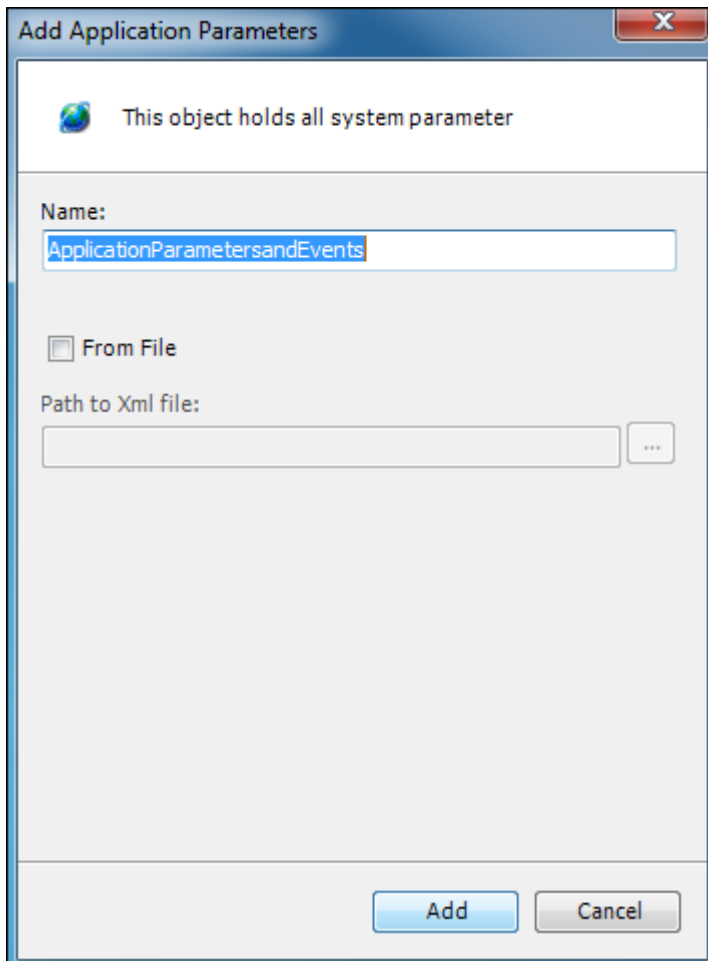 Add Application Parameters
This object holds all system parameter
Name:
ApplicationParametersandEvents
From File
Path to Xml file:
...
Add
Cancel